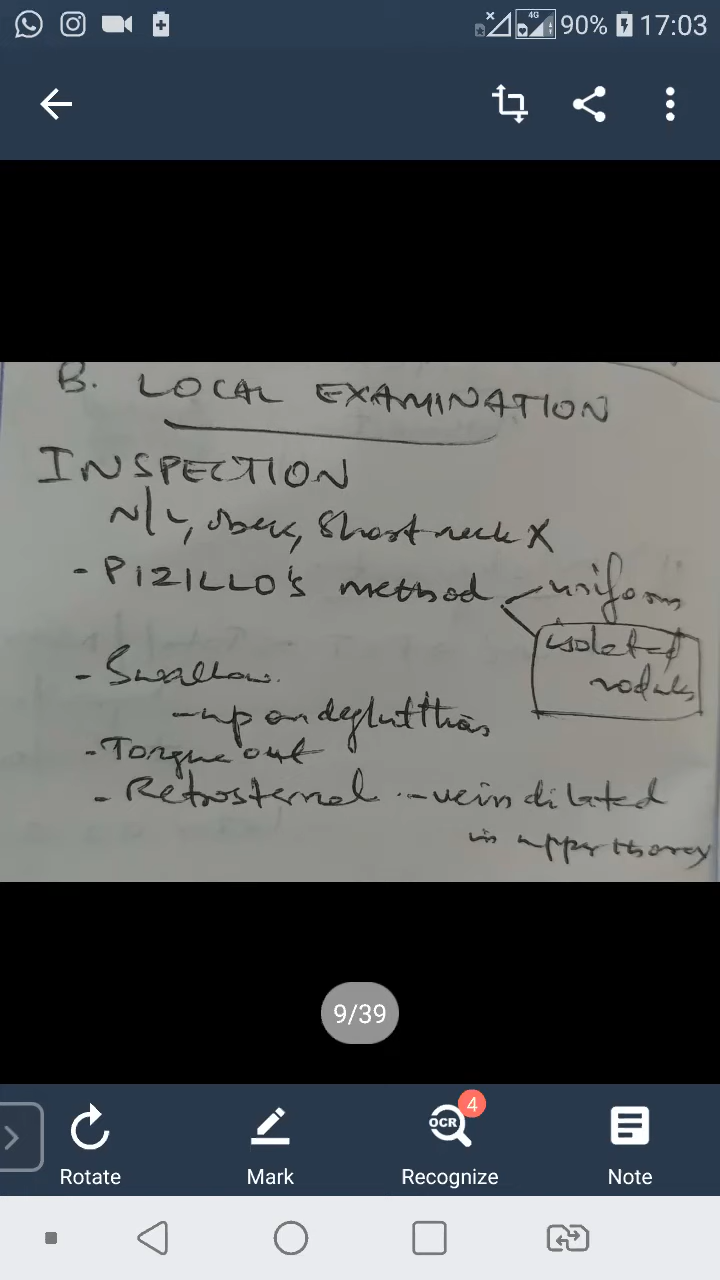 90% 17:03
4G
B. LOCAL EXAMINATION
INSPECTION
N/L, obese, Short neck X
- PIZILLO's method uniform
isolated
nodules
- Swallow.
- up on deglutition
- Tongue out
- Retrosternal - vein dilated
in upper thorax
9/39
OCR 4
Rotate Mark Recognize Note